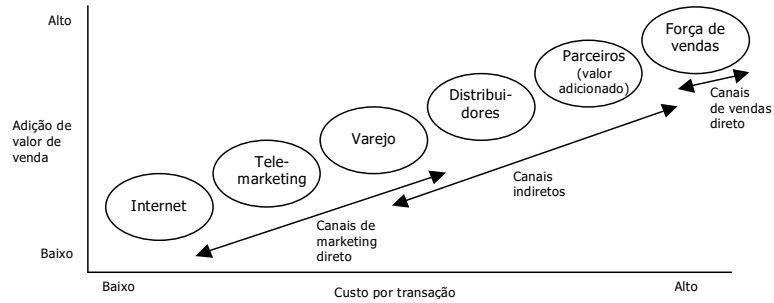 Alto
Força de
vendas
Parceiros
(valor
adicionado)
Canais
de vendas
direto
Distribui-
dores
Adição de
valor de
venda
Varejo
Tele-
marketing
Canais
indiretos
Internet
Canais de
marketing
direto
Baixo
Baixo
Custo por transação
Alto